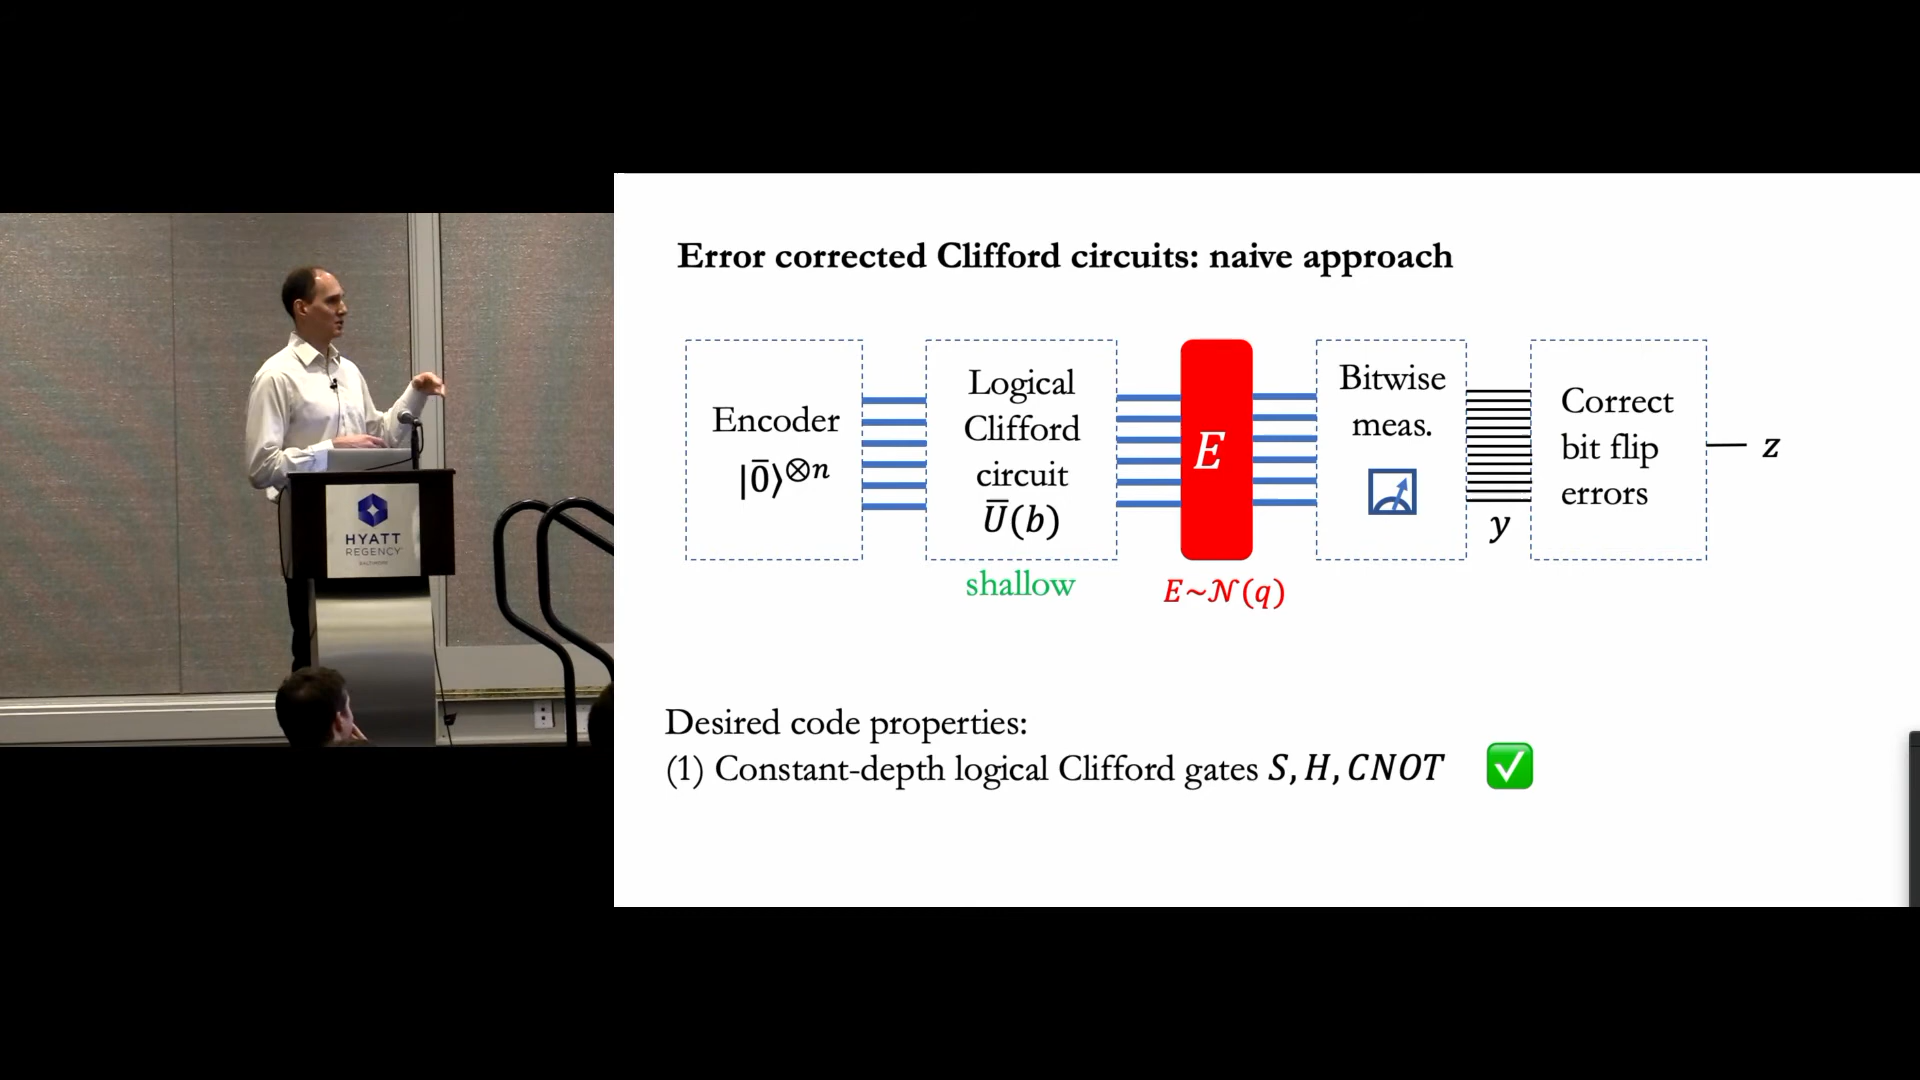 HYATT
REGENCY
BALTIMORE
Error corrected Clifford circuits: naive approach
Encoder
|0̄⟩⊗ⁿ
Logical
Clifford
circuit
Ū(b)
shallow
E
E~𝒩(q)
Bitwise
meas.
y
Correct
bit flip
errors
z
Desired code properties:
(1) Constant-depth logical Clifford gates S, H, CNOT